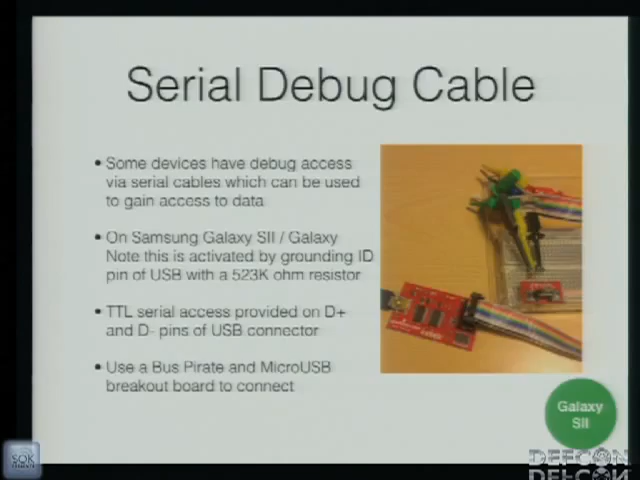 Serial Debug Cable
• Some devices have debug access
via serial cables which can be used
to gain access to data
• On Samsung Galaxy SII / Galaxy
Note this is activated by grounding ID
pin of USB with a 523K ohm resistor
• TTL serial access provided on D+
and D- pins of USB connector
• Use a Bus Pirate and MicroUSB
breakout board to connect
Galaxy
SII
SOK
DEFCON